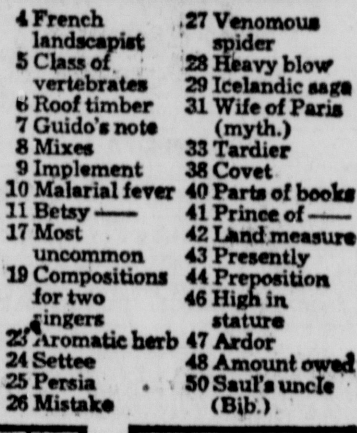 4 French
landscapist
5 Class of
vertebrates
6 Roof timber
7 Guido's note
8 Mixes
9 Implement
10 Malarial fever
11 Betsy ——
17 Most
uncommon
19 Compositions
for two
singers
23 Aromatic herb
24 Settee
25 Persia
26 Mistake
27 Venomous
spider
28 Heavy blow
29 Icelandic saga
31 Wife of Paris
(myth.)
33 Tardier
38 Covet
40 Parts of books
41 Prince of ——
42 Land measure
43 Presently
44 Preposition
46 High in
stature
47 Ardor
48 Amount owed
50 Saul's uncle
(Bib.)